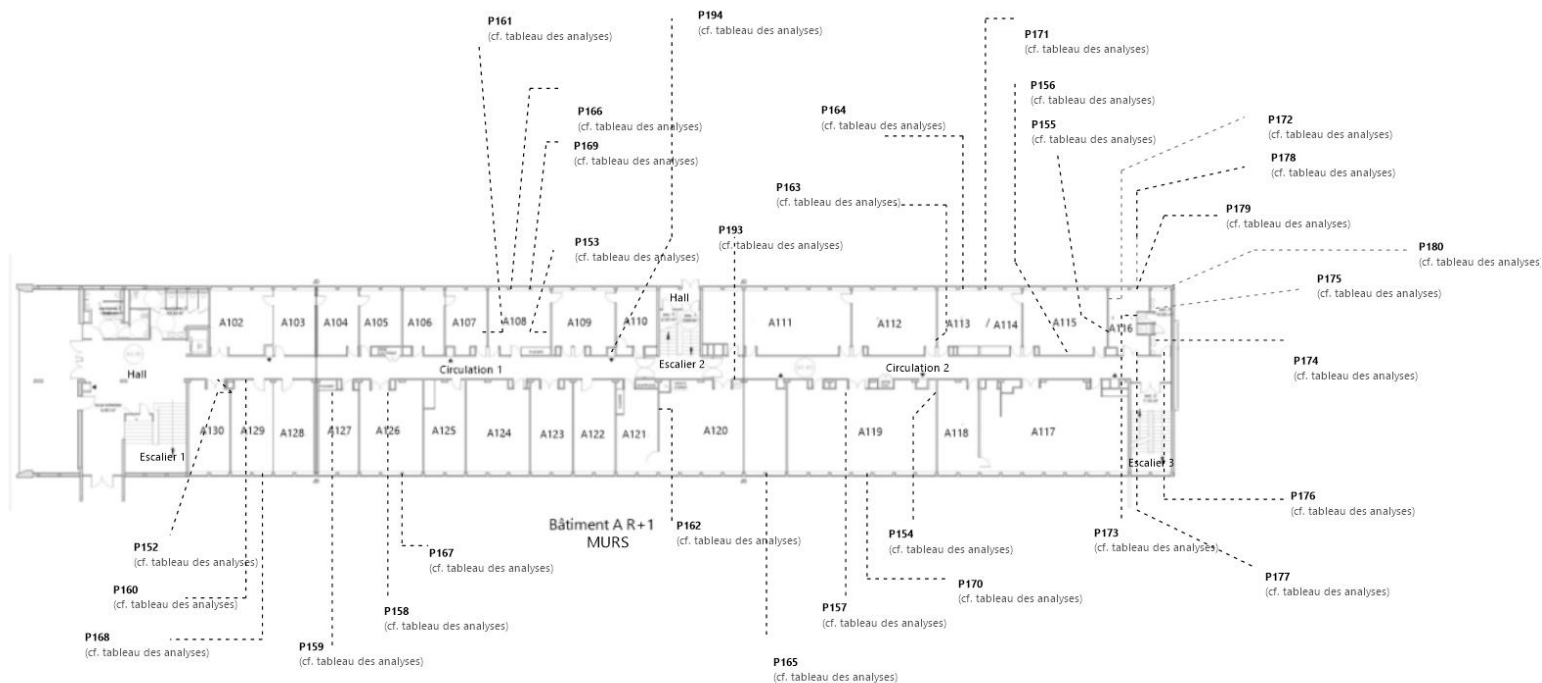 P161
(cf. tableau des analyses)
P194
(cf. tableau des analyses)
P171
(cf. tableau des analyses)
P166
(cf. tableau des analyses)
P164
(cf. tableau des analyses)
P156
(cf. tableau des analyses)
P169
(cf. tableau des analyses)
P155
(cf. tableau des analyses)
P172
(cf. tableau des analyses)
P178
(cf. tableau des analyses)
P163
(cf. tableau des analyses)
P179
(cf. tableau des analyses)
P153
(cf. tableau des analyses)
P193
(cf. tableau des analyses)
P180
(cf. tableau des analyses)
P175
(cf. tableau des analyses)
Hall
A102 A103 A104 A105 A106 A107 A108 A109 A110 A111 A112 A113 / A114 A115 A116
P174
(cf. tableau des analyses)
Hall
Circulation 1
Escalier 2
Circulation 2
A130 A129 A128 A127 A126 A125 A124 A123 A122 A121 A120 A119 A118 A117
Escalier 1
Escalier 3
P176
(cf. tableau des analyses)
Bâtiment A R+1
MURS
P162
(cf. tableau des analyses)
P154
(cf. tableau des analyses)
P173
(cf. tableau des analyses)
P152
(cf. tableau des analyses)
P167
(cf. tableau des analyses)
P177
(cf. tableau des analyses)
P170
(cf. tableau des analyses)
P160
(cf. tableau des analyses)
P158
(cf. tableau des analyses)
P157
(cf. tableau des analyses)
P168
(cf. tableau des analyses)
P159
(cf. tableau des analyses)
P165
(cf. tableau des analyses)